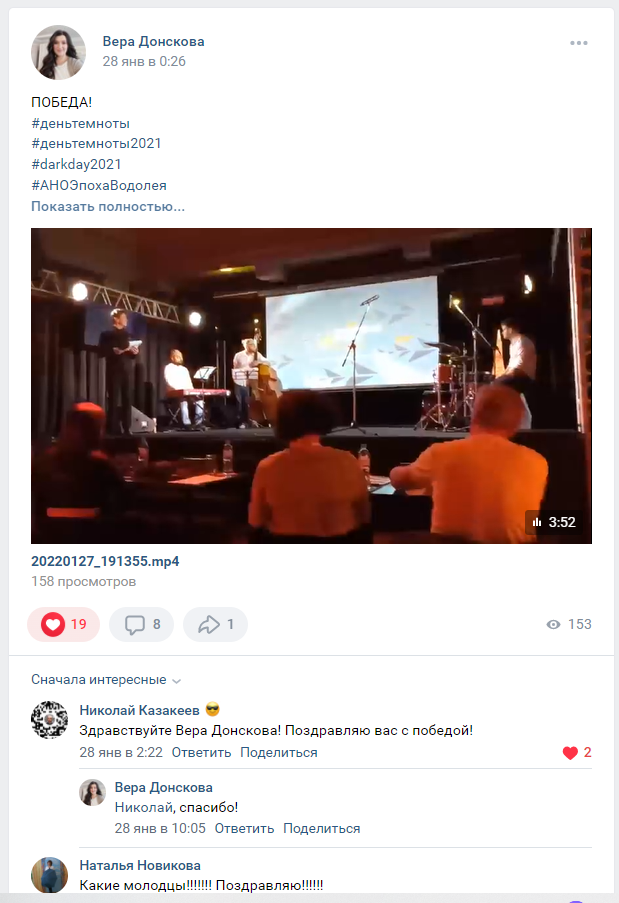 Вера Донскова
28 янв в 0:26
ПОБЕДА!
#деньтемноты
#деньтемноты2021
#darkday2021
#АНОЭпохаВодолея
Показать полностью...
3:52
20220127_191355.mp4
158 просмотров
19
8
1
153
Сначала интересные
Николай Казакеев 😎
Здравствуйте Вера Донскова! Поздравляю вас с победой!
28 янв в 2:22 Ответить Поделиться
2
Вера Донскова
Николай, спасибо!
28 янв в 10:05 Ответить Поделиться
Наталья Новикова
Какие молодцы!!!!!!! Поздравляю!!!!!!